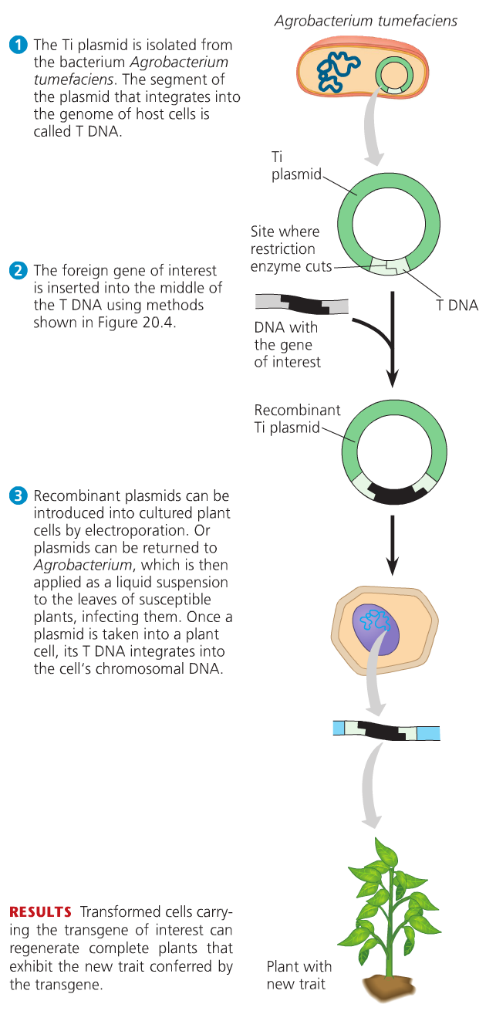 Agrobacterium tumefaciens
1 The Ti plasmid is isolated from
the bacterium Agrobacterium
tumefaciens. The segment of
the plasmid that integrates into
the genome of host cells is
called T DNA.
Ti
plasmid
Site where
restriction
enzyme cuts
T DNA
2 The foreign gene of interest
is inserted into the middle of
the T DNA using methods
shown in Figure 20.4.
DNA with
the gene
of interest
Recombinant
Ti plasmid
3 Recombinant plasmids can be
introduced into cultured plant
cells by electroporation. Or
plasmids can be returned to
Agrobacterium, which is then
applied as a liquid suspension
to the leaves of susceptible
plants, infecting them. Once a
plasmid is taken into a plant
cell, its T DNA integrates into
the cell's chromosomal DNA.
RESULTS Transformed cells carry-
ing the transgene of interest can
regenerate complete plants that
exhibit the new trait conferred by
the transgene.
Plant with
new trait